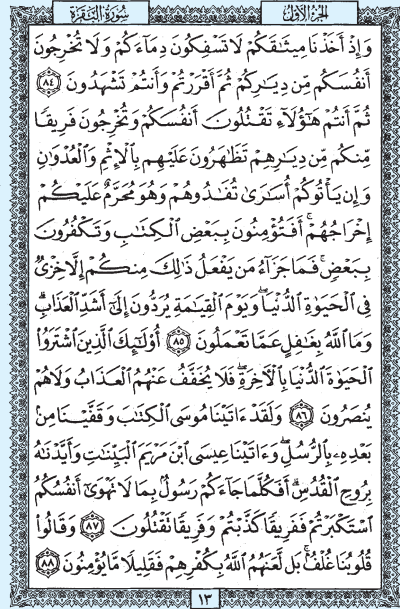 الجزء الأول
سورة البقرة
وَإِذْ أَخَذْنَا مِيثَٰقَكُمْ لَا تَسْفِكُونَ دِمَآءَكُمْ وَلَا تُخْرِجُونَ
أَنفُسَكُم مِّن دِيَٰرِكُمْ ثُمَّ أَقْرَرْتُمْ وَأَنتُمْ تَشْهَدُونَ ٨٤
ثُمَّ أَنتُمْ هَٰٓؤُلَآءِ تَقْتُلُونَ أَنفُسَكُمْ وَتُخْرِجُونَ فَرِيقًا
مِّنكُم مِّن دِيَٰرِهِمْ تَظَٰهَرُونَ عَلَيْهِم بِٱلْإِثْمِ وَٱلْعُدْوَٰنِ
وَإِن يَأْتُوكُمْ أُسَٰرَىٰ تُفَٰدُوهُمْ وَهُوَ مُحَرَّمٌ عَلَيْكُمْ
إِخْرَاجُهُمْ ۚ أَفَتُؤْمِنُونَ بِبَعْضِ ٱلْكِتَٰبِ وَتَكْفُرُونَ
بِبَعْضٍ ۚ فَمَا جَزَآءُ مَن يَفْعَلُ ذَٰلِكَ مِنكُمْ إِلَّا خِزْىٌ
فِى ٱلْحَيَوٰةِ ٱلدُّنْيَا ۖ وَيَوْمَ ٱلْقِيَٰمَةِ يُرَدُّونَ إِلَىٰٓ أَشَدِّ ٱلْعَذَابِ ۗ
وَمَا ٱللَّهُ بِغَٰفِلٍ عَمَّا تَعْمَلُونَ ٨٥ أُو۟لَٰٓئِكَ ٱلَّذِينَ ٱشْتَرَوُا۟
ٱلْحَيَوٰةَ ٱلدُّنْيَا بِٱلْءَاخِرَةِ ۖ فَلَا يُخَفَّفُ عَنْهُمُ ٱلْعَذَابُ وَلَا هُمْ
يُنصَرُونَ ٨٦ وَلَقَدْ ءَاتَيْنَا مُوسَى ٱلْكِتَٰبَ وَقَفَّيْنَا مِنۢ
بَعْدِهِۦ بِٱلرُّسُلِ ۖ وَءَاتَيْنَا عِيسَى ٱبْنَ مَرْيَمَ ٱلْبَيِّنَٰتِ وَأَيَّدْنَٰهُ
بِرُوحِ ٱلْقُدُسِ ۗ أَفَكُلَّمَا جَآءَكُمْ رَسُولٌۢ بِمَا لَا تَهْوَىٰٓ أَنفُسُكُمُ
ٱسْتَكْبَرْتُمْ فَفَرِيقًا كَذَّبْتُمْ وَفَرِيقًا تَقْتُلُونَ ٨٧ وَقَالُوا۟
قُلُوبُنَا غُلْفٌۢ ۚ بَل لَّعَنَهُمُ ٱللَّهُ بِكُفْرِهِمْ فَقَلِيلًا مَّا يُؤْمِنُونَ ٨٨
١٣